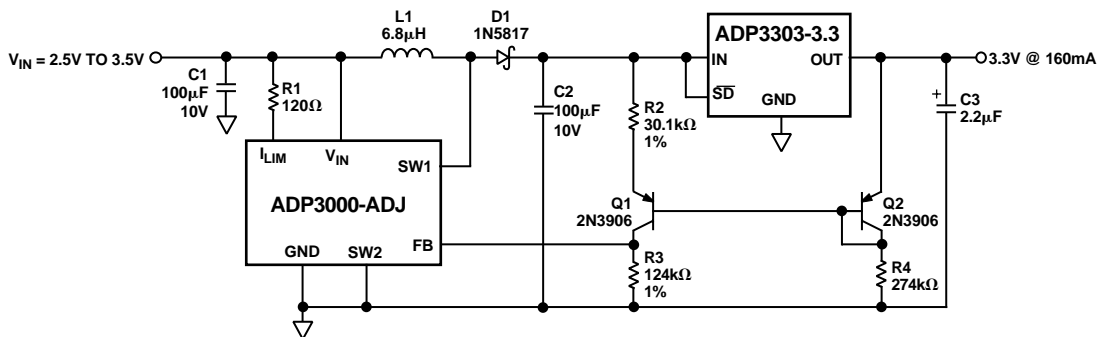 V_IN = 2.5V TO 3.5V
C1
100μF
10V
R1
120Ω
L1
6.8μH
D1
1N5817
C2
100μF
10V
R2
30.1kΩ
1%
ADP3303-3.3
IN
OUT
SD
GND
3.3V @ 160mA
+
C3
2.2μF
I_LIM
V_IN
SW1
ADP3000-ADJ
FB
GND
SW2
Q1
2N3906
Q2
2N3906
R3
124kΩ
1%
R4
274kΩ